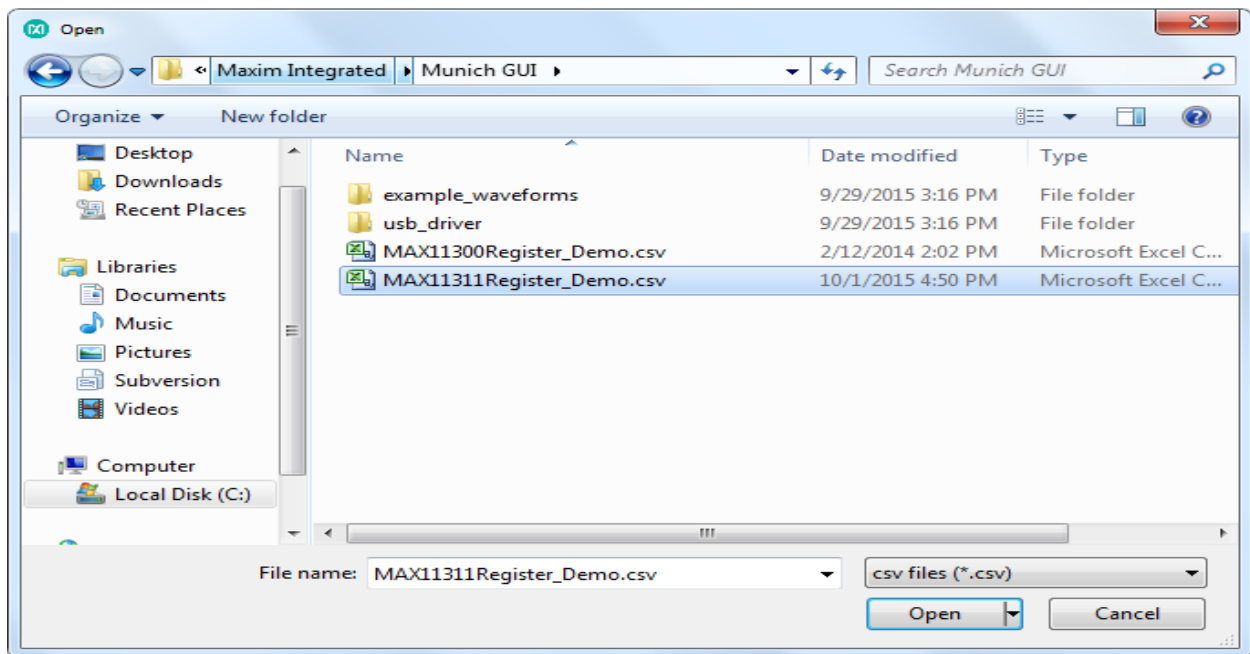 Open
« Maxim Integrated Munich GUI Search Munich GUI
Organize New folder
Name Date modified Type
Desktop
Downloads
Recent Places
Libraries
Documents
Music
Pictures
Subversion
Videos
Computer
Local Disk (C:)
example_waveforms 9/29/2015 3:16 PM File folder
usb_driver 9/29/2015 3:16 PM File folder
MAX11300Register_Demo.csv 2/12/2014 2:02 PM Microsoft Excel C...
MAX11311Register_Demo.csv 10/1/2015 4:50 PM Microsoft Excel C...
File name: MAX11311Register_Demo.csv csv files (*.csv)
Open Cancel